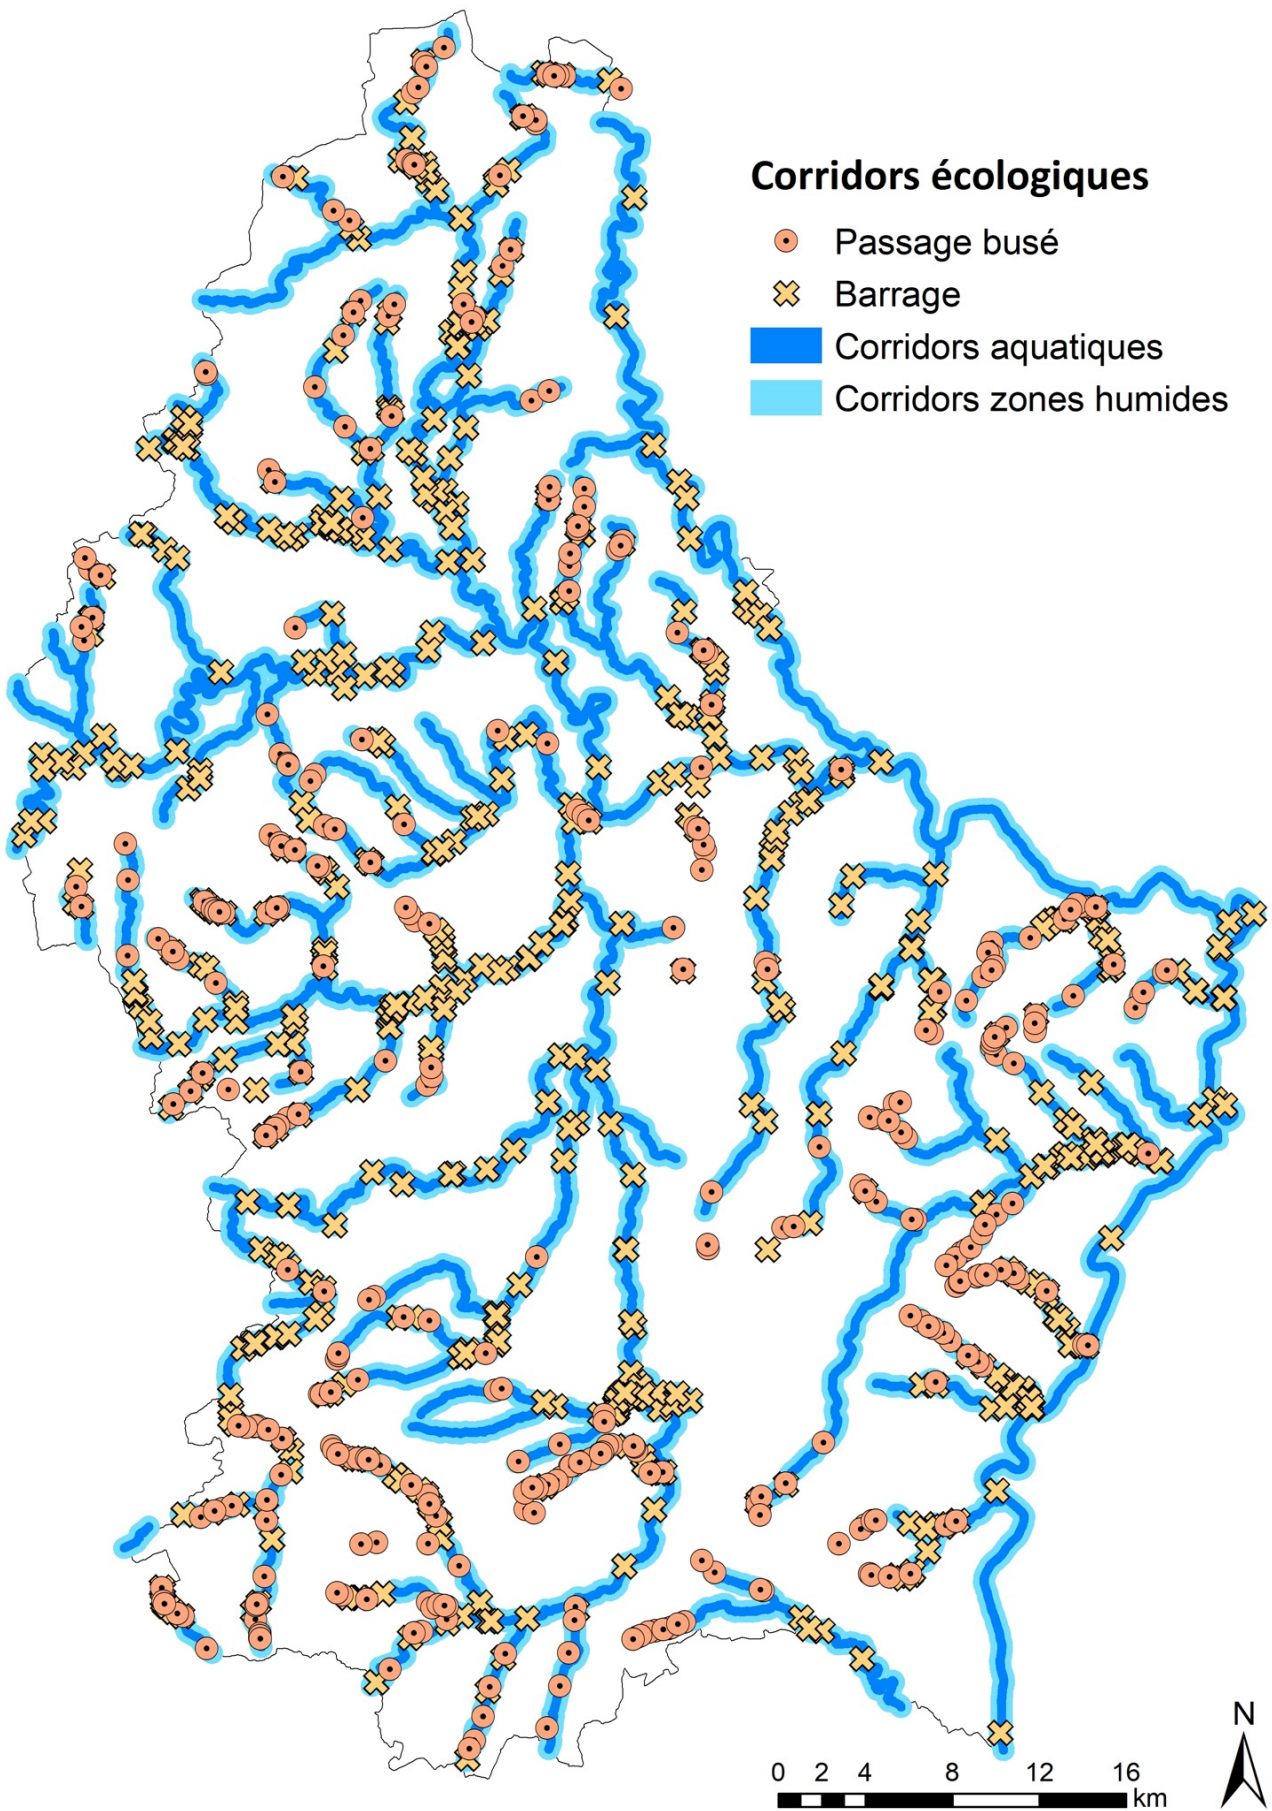 Corridors écologiques
Passage busé
Barrage
Corridors aquatiques
Corridors zones humides
N
0 2 4 8 12 16
km